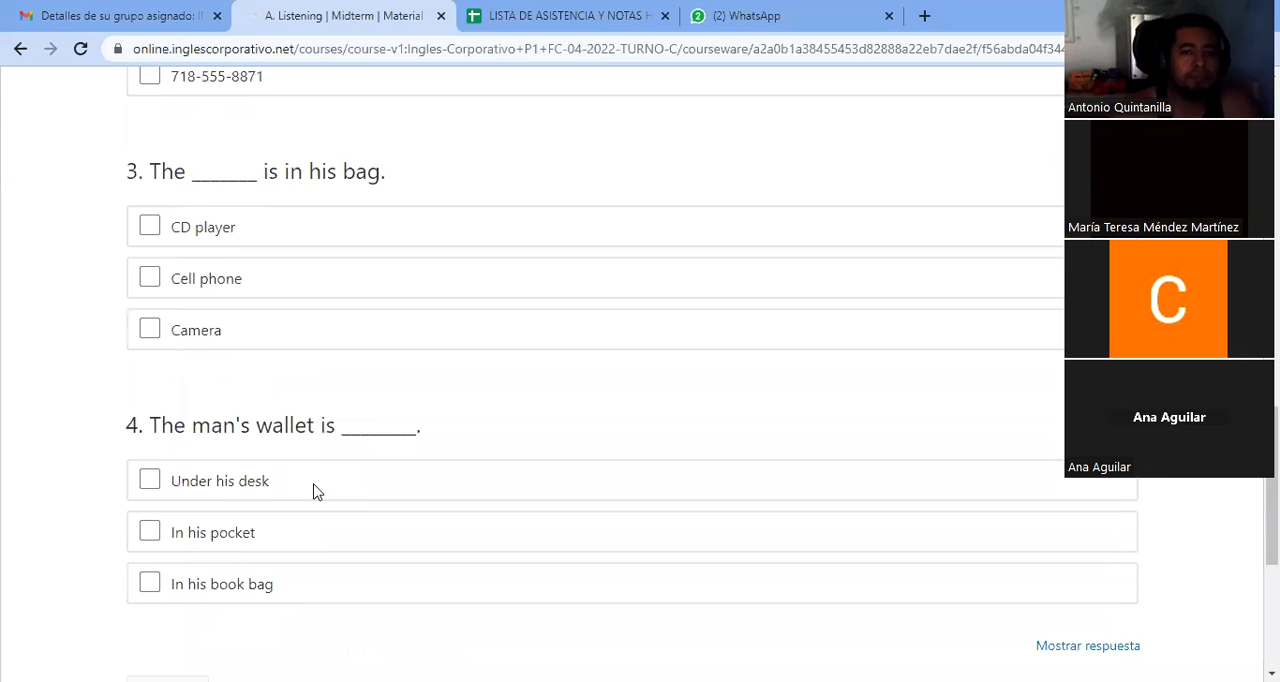 Detalles de su grupo asignado: I
A. Listening | Midterm | Material
LISTA DE ASISTENCIA Y NOTAS
(2) WhatsApp
online.inglescorporativo.net/courses/course-v1:Ingles-Corporativo+P1+FC-04-2022-TURNO-C/courseware/a2a0b1a38455453d82888a22eb7dae2f/f56abda04f344
718-555-8871
3. The _______ is in his bag.
CD player
Cell phone
Camera
4. The man's wallet is ________.
Under his desk
In his pocket
In his book bag
Mostrar respuesta
Antonio Quintanilla
María Teresa Méndez Martínez
C
Ana Aguilar
Ana Aguilar